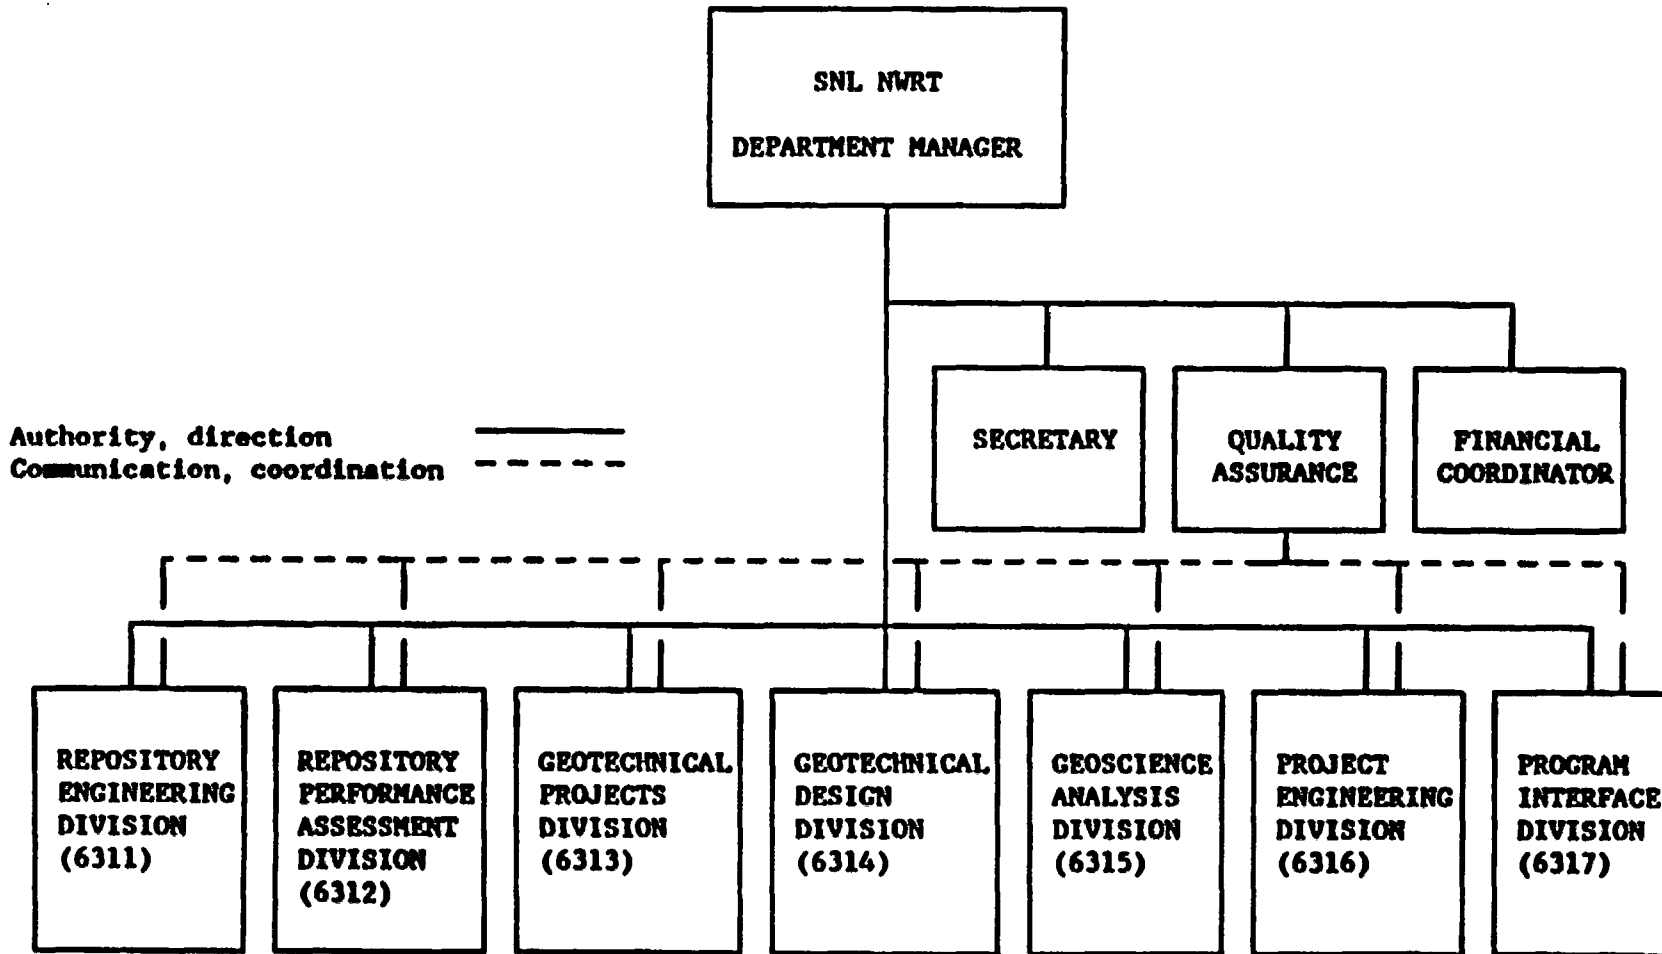 SNL NWRT
DEPARTMENT MANAGER
Authority, direction
Communication, coordination
SECRETARY
QUALITY
ASSURANCE
FINANCIAL
COORDINATOR
REPOSITORY
ENGINEERING
DIVISION
(6311)
REPOSITORY
PERFORMANCE
ASSESSMENT
DIVISION
(6312)
GEOTECHNICAL
PROJECTS
DIVISION
(6313)
GEOTECHNICAL
DESIGN
DIVISION
(6314)
GEOSCIENCE
ANALYSIS
DIVISION
(6315)
PROJECT
ENGINEERING
DIVISION
(6316)
PROGRAM
INTERFACE
DIVISION
(6317)